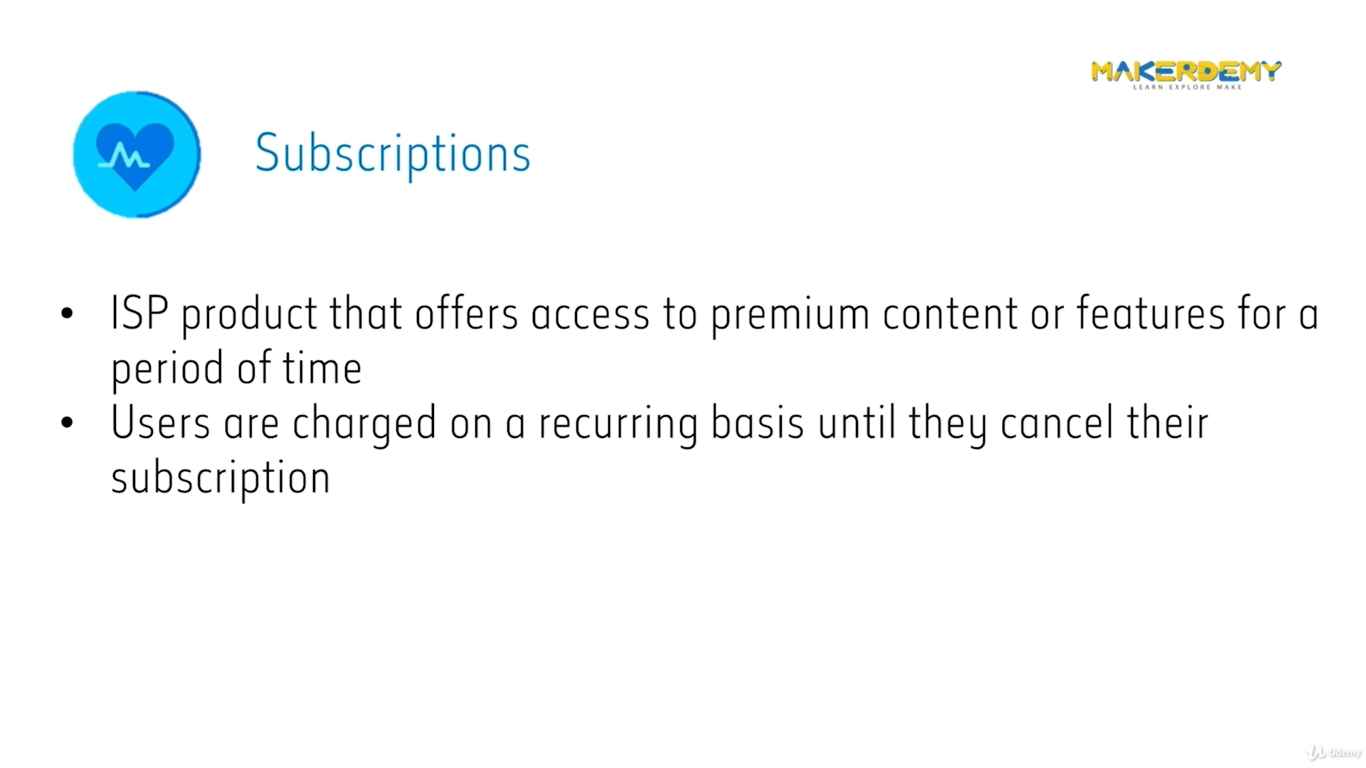 MAKERDEMY
LEARN EXPLORE MAKE
Subscriptions
• ISP product that offers access to premium content or features for a
period of time
• Users are charged on a recurring basis until they cancel their
subscription
Udemy